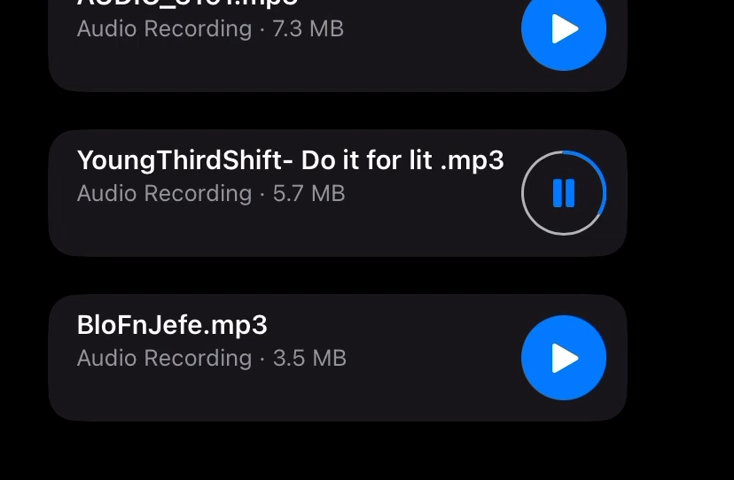 Audio Recording · 7.3 MB
YoungThirdShift- Do it for lit .mp3
Audio Recording · 5.7 MB
BloFnJefe.mp3
Audio Recording · 3.5 MB